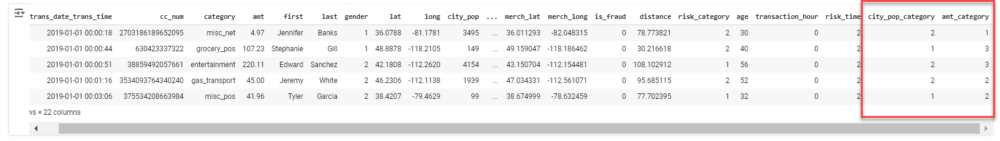 trans_date_trans_time cc_num category amt first last gender lat long city_pop ... merch_lat merch_long is_fraud distance risk_category age transaction_hour risk_time city_pop_category amt_category
2019-01-01 00:00:18 2703186189652095 misc_net 4.97 Jennifer Banks 1 36.0788 -81.1781 3495 ... 36.011293 -82.048315 0 78.773821 2 30 0 2 2 1
2019-01-01 00:00:44 630423337322 grocery_pos 107.23 Stephanie Gill 1 48.8878 -118.2105 149 ... 49.159047 -118.186462 0 30.216618 2 40 0 2 1 3
2019-01-01 00:00:51 38859492057661 entertainment 220.11 Edward Sanchez 2 42.1808 -112.2620 4154 ... 43.150704 -112.154481 0 108.102912 1 56 0 2 2 3
2019-01-01 00:01:16 3534093764340240 gas_transport 45.00 Jeremy White 2 46.2306 -112.1138 1939 ... 47.034331 -112.561071 0 95.685115 2 52 0 2 2 2
2019-01-01 00:03:06 375534208663984 misc_pos 41.96 Tyler Garcia 2 38.4207 -79.4629 99 ... 38.674999 -78.632459 0 77.702395 1 32 0 2 1 2
vs × 22 columns